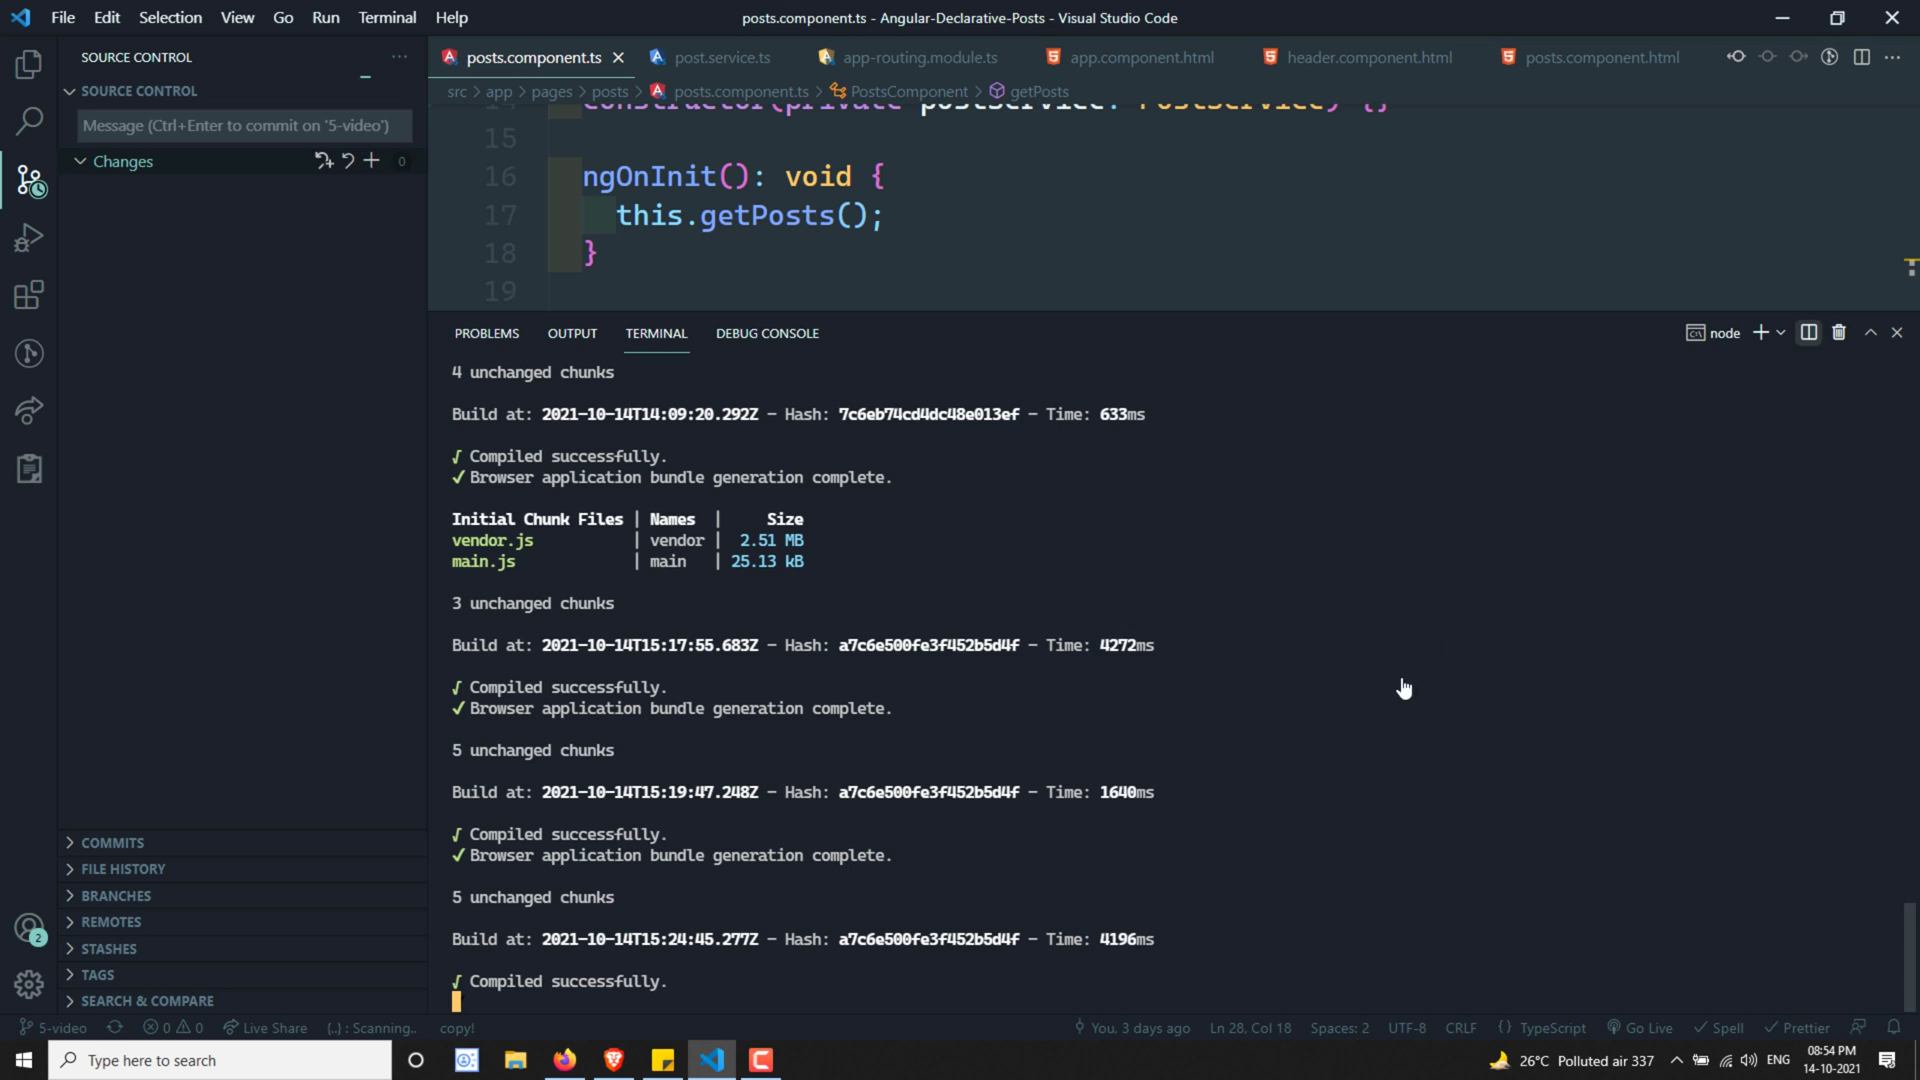 File Edit Selection View Go Run Terminal Help
posts.component.ts - Angular-Declarative-Posts - Visual Studio Code
SOURCE CONTROL
SOURCE CONTROL
Message (Ctrl+Enter to commit on '5-video')
Changes
0
posts.component.ts
post.service.ts
app-routing.module.ts
app.component.html
header.component.html
posts.component.html
src > app > pages > posts > posts.component.ts > PostsComponent > getPosts
14 constructor(private postService: PostService) {}
15
16 ngOnInit(): void {
17 this.getPosts();
18 }
19
PROBLEMS OUTPUT TERMINAL DEBUG CONSOLE
node
4 unchanged chunks
Build at: 2021-10-14T14:09:20.292Z - Hash: 7c6eb74cd4dc48e013ef - Time: 633ms
√ Compiled successfully.
✔ Browser application bundle generation complete.
Initial Chunk Files | Names | Size
vendor.js | vendor | 2.51 MB
main.js | main | 25.13 kB
3 unchanged chunks
Build at: 2021-10-14T15:17:55.683Z - Hash: a7c6e500fe3f452b5d4f - Time: 4272ms
√ Compiled successfully.
✔ Browser application bundle generation complete.
5 unchanged chunks
Build at: 2021-10-14T15:19:47.248Z - Hash: a7c6e500fe3f452b5d4f - Time: 1640ms
√ Compiled successfully.
✔ Browser application bundle generation complete.
5 unchanged chunks
Build at: 2021-10-14T15:24:45.277Z - Hash: a7c6e500fe3f452b5d4f - Time: 4196ms
√ Compiled successfully.
COMMITS
FILE HISTORY
BRANCHES
REMOTES
STASHES
TAGS
SEARCH & COMPARE
2
5-video
0 0
Live Share
{..} : Scanning..
copy!
You, 3 days ago
Ln 28, Col 18
Spaces: 2
UTF-8
CRLF
TypeScript
Go Live
Spell
Prettier
Type here to search
26°C Polluted air 337
ENG
08:54 PM
14-10-2021